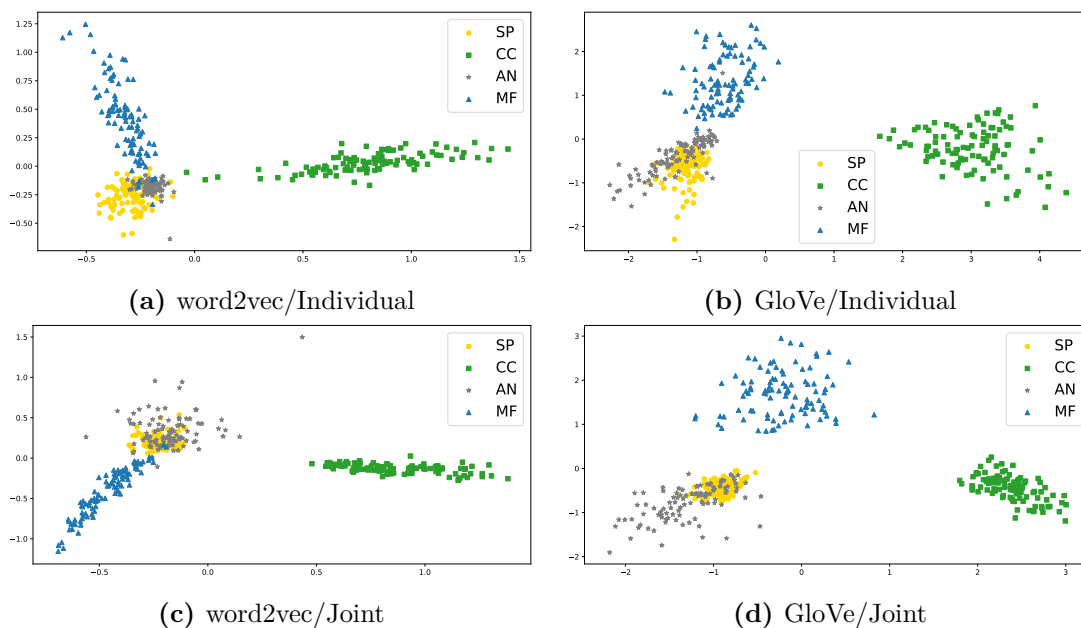 1.25
1.00
0.75
0.50
0.25
0.00
−0.25
−0.50
−0.5 0.0 0.5 1.0 1.5
SP
CC
AN
MF
(a) word2vec/Individual
2
1
0
−1
−2
−2 −1 0 1 2 3 4
SP
CC
AN
MF
(b) GloVe/Individual
1.5
1.0
0.5
0.0
−0.5
−1.0
−0.5 0.0 0.5 1.0
SP
CC
AN
MF
(c) word2vec/Joint
3
2
1
0
−1
−2
−2 −1 0 1 2 3
SP
CC
AN
MF
(d) GloVe/Joint